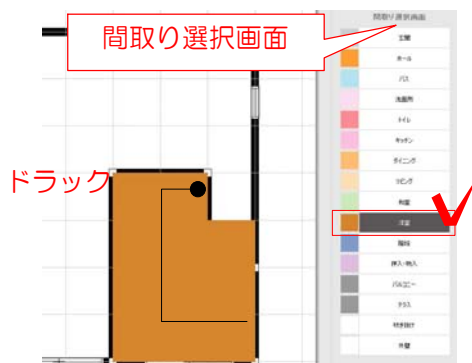 間取り選択画面
間取り選択画面
玄関
ホール
バス
洗面所
トイレ
キッチン
ダイニング
リビング
和室
ドラック
洋室
階段
押入・物入
バルコニー
テラス
吹き抜け
外壁